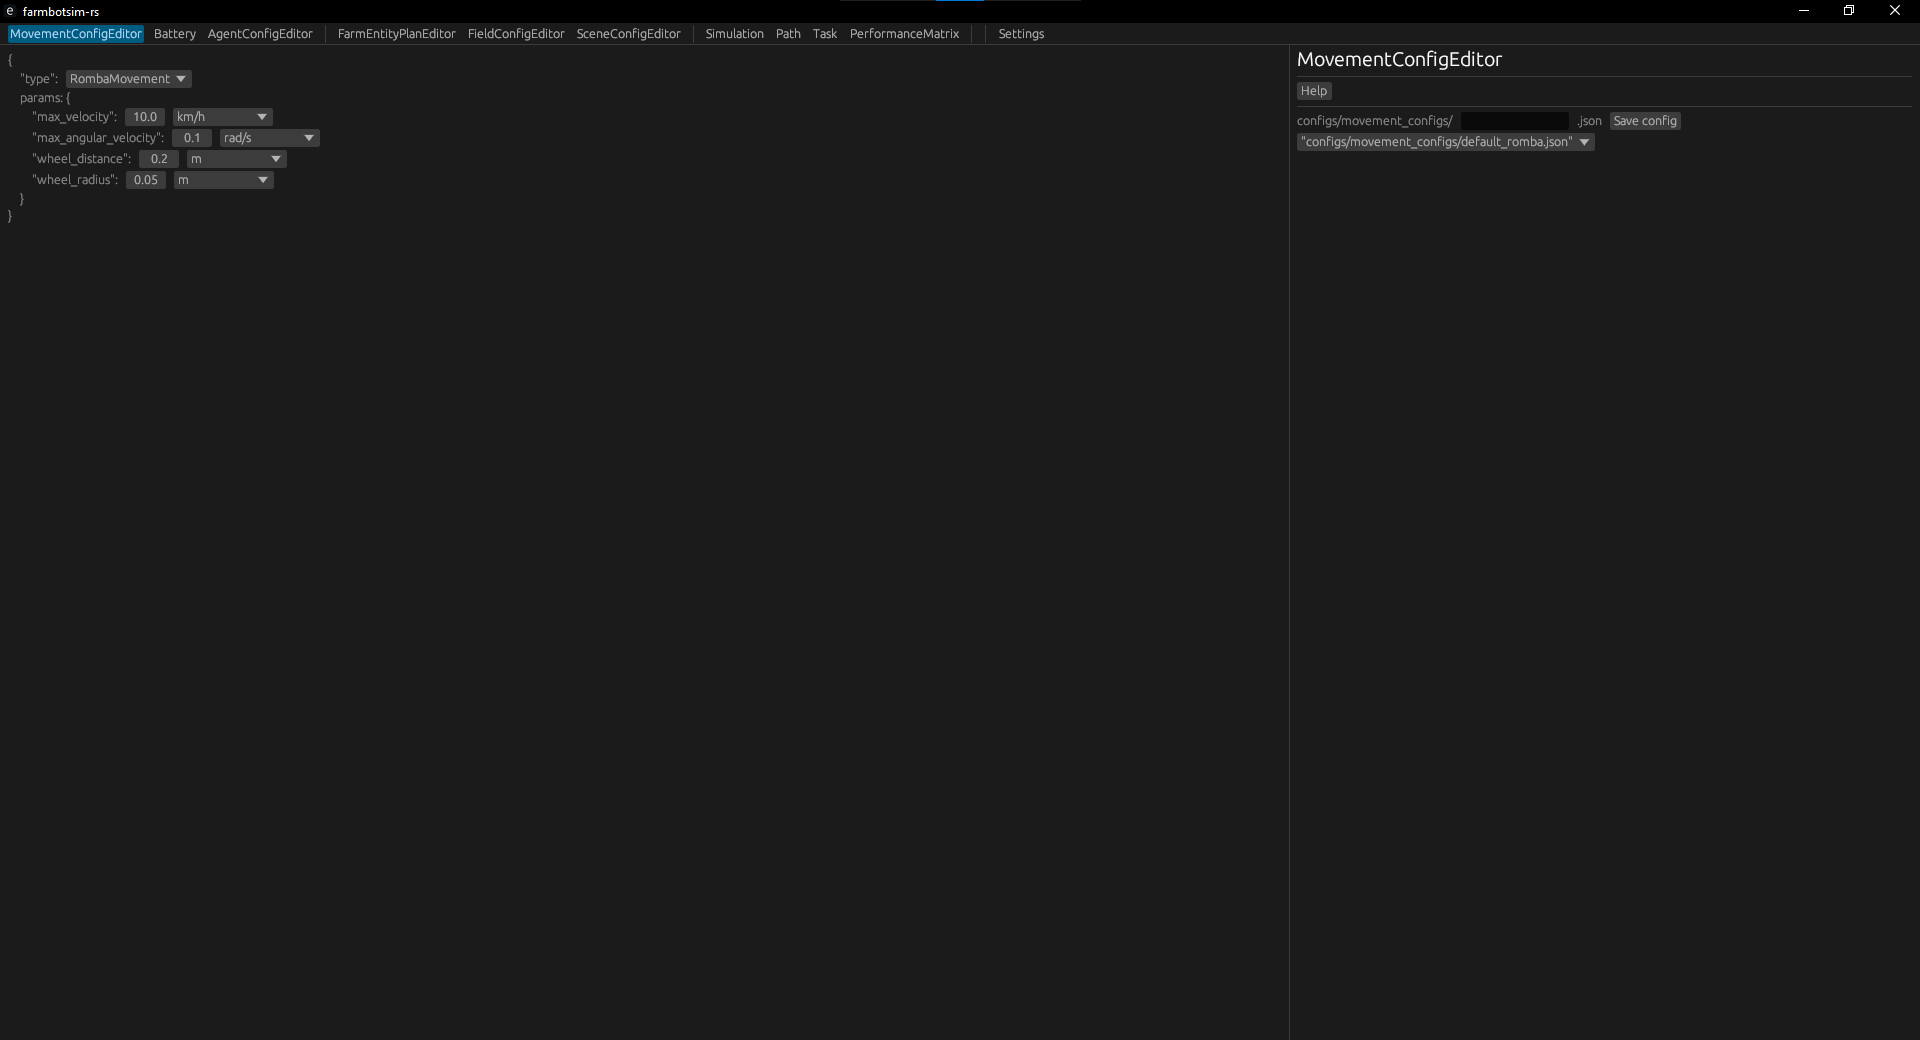 e farmbotsim-rs
MovementConfigEditor Battery AgentConfigEditor FarmEntityPlanEditor FieldConfigEditor SceneConfigEditor Simulation Path Task PerformanceMatrix Settings
{
"type": RombaMovement
params: {
"max_velocity": 10.0 km/h
"max_angular_velocity": 0.1 rad/s
"wheel_distance": 0.2 m
"wheel_radius": 0.05 m
}
}
MovementConfigEditor
Help
configs/movement_configs/ .json Save config
"configs/movement_configs/default_romba.json"